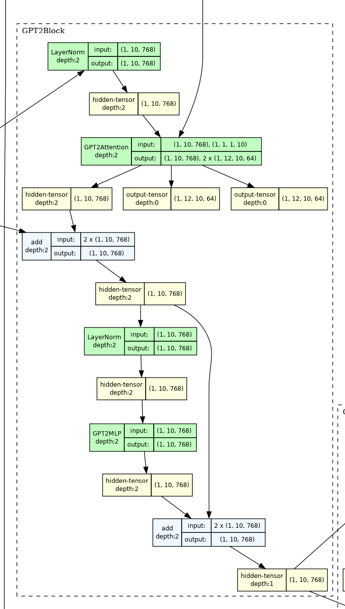 GPT2Block
LayerNorm
depth:2
input:
(1, 10, 768)
output:
(1, 10, 768)
hidden-tensor
depth:2
(1, 10, 768)
GPT2Attention
depth:2
input:
(1, 10, 768), (1, 1, 1, 10)
output:
(1, 10, 768), 2 x (1, 12, 10, 64)
hidden-tensor
depth:2
(1, 10, 768)
output-tensor
depth:0
(1, 12, 10, 64)
output-tensor
depth:0
(1, 12, 10, 64)
add
depth:2
input:
2 x (1, 10, 768)
output:
(1, 10, 768)
hidden-tensor
depth:2
(1, 10, 768)
LayerNorm
depth:2
input:
(1, 10, 768)
output:
(1, 10, 768)
hidden-tensor
depth:2
(1, 10, 768)
GPT2MLP
depth:2
input:
(1, 10, 768)
output:
(1, 10, 768)
hidden-tensor
depth:2
(1, 10, 768)
add
depth:2
input:
2 x (1, 10, 768)
output:
(1, 10, 768)
hidden-tensor
depth:1
(1, 10, 768)